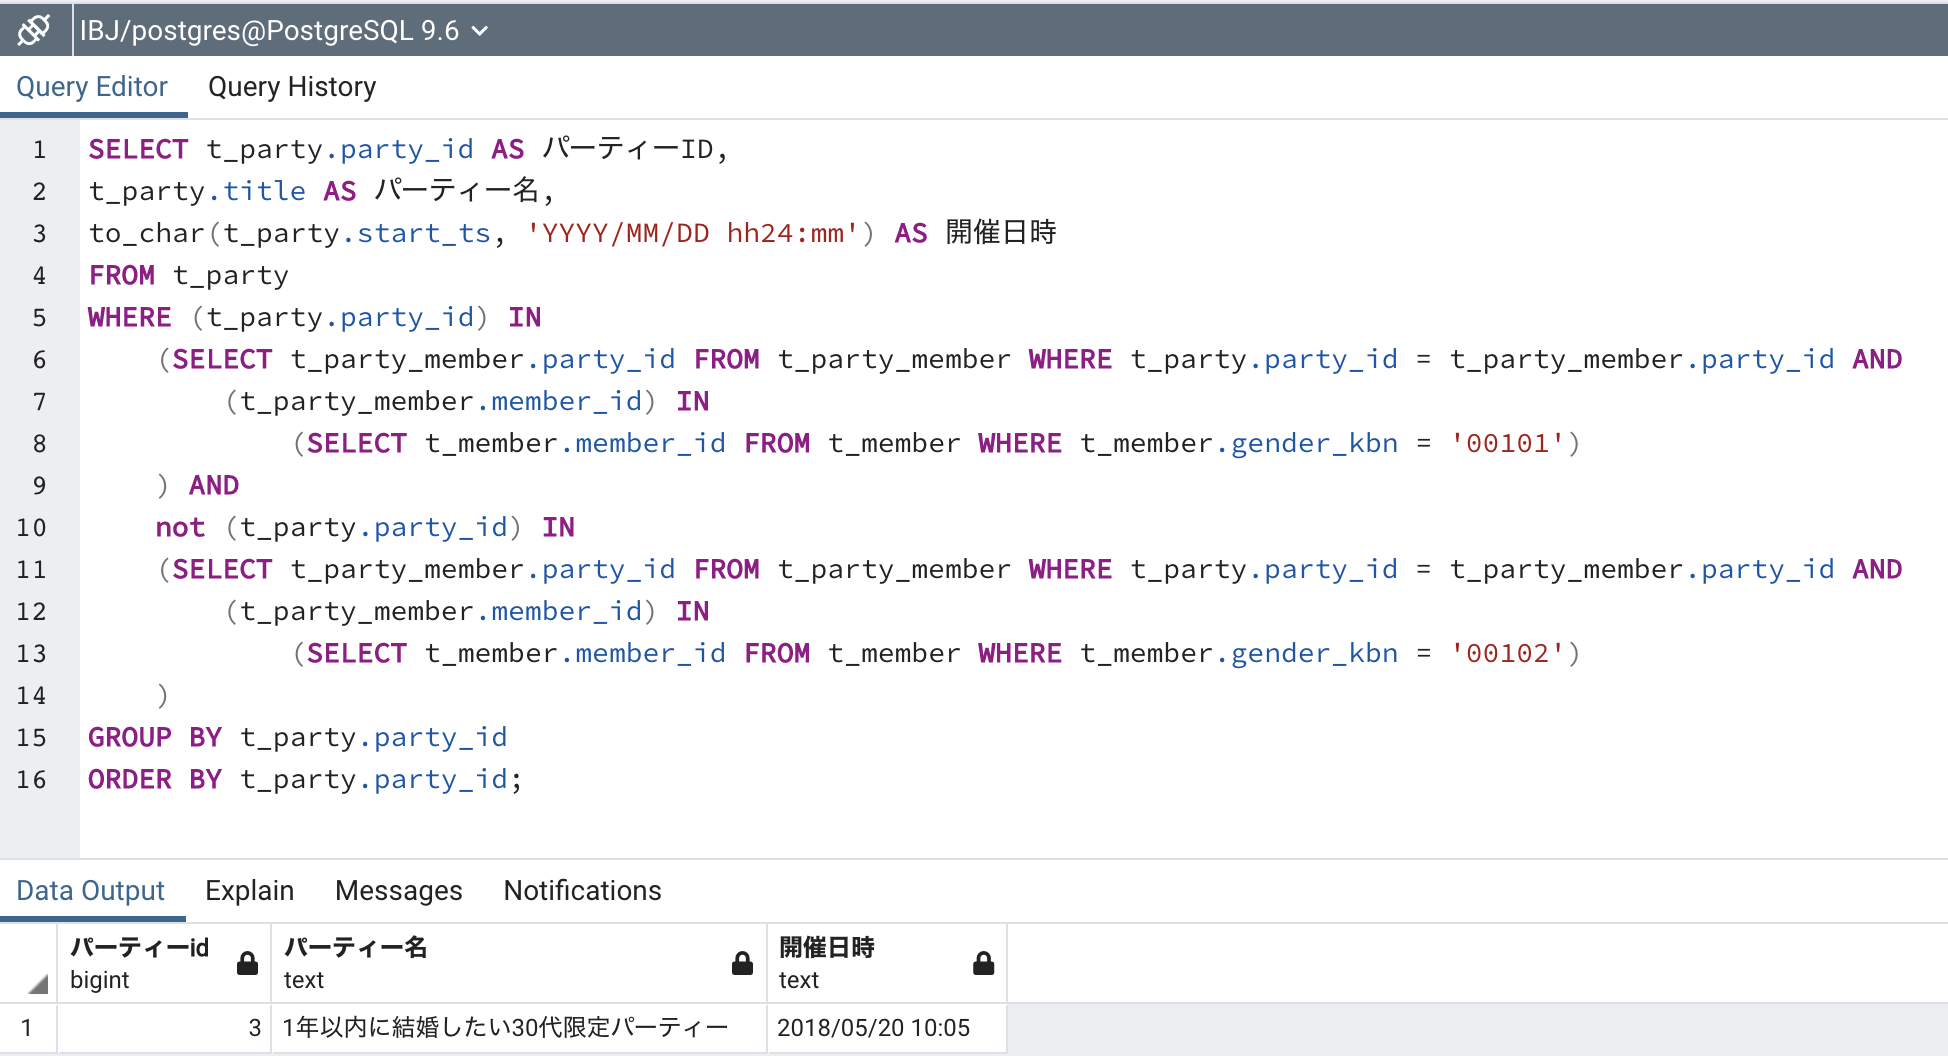 IBJ/postgres@PostgreSQL 9.6
Query Editor Query History
1 SELECT t_party.party_id AS パーティーID,
2 t_party.title AS パーティー名,
3 to_char(t_party.start_ts, 'YYYY/MM/DD hh24:mm') AS 開催日時
4 FROM t_party
5 WHERE (t_party.party_id) IN
6 (SELECT t_party_member.party_id FROM t_party_member WHERE t_party.party_id = t_party_member.party_id AND
7 (t_party_member.member_id) IN
8 (SELECT t_member.member_id FROM t_member WHERE t_member.gender_kbn = '00101')
9 ) AND
10 not (t_party.party_id) IN
11 (SELECT t_party_member.party_id FROM t_party_member WHERE t_party.party_id = t_party_member.party_id AND
12 (t_party_member.member_id) IN
13 (SELECT t_member.member_id FROM t_member WHERE t_member.gender_kbn = '00102')
14 )
15 GROUP BY t_party.party_id
16 ORDER BY t_party.party_id;
Data Output Explain Messages Notifications
パーティーid パーティー名 開催日時
bigint text text
1 3 1年以内に結婚したい30代限定パーティー 2018/05/20 10:05